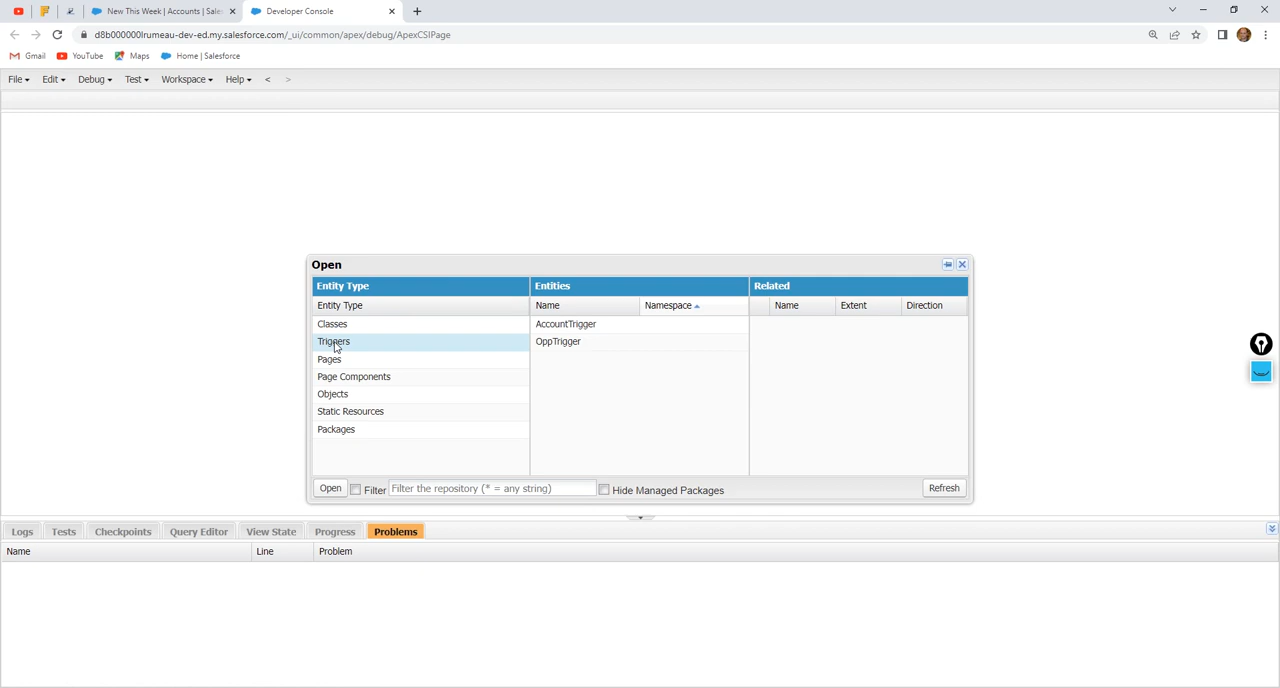 New This Week | Accounts | Sales
Developer Console
d8b000000lrumeau-dev-ed.my.salesforce.com/_ui/common/apex/debug/ApexCSIPage
Gmail
YouTube
Maps
Home | Salesforce
File
Edit
Debug
Test
Workspace
Help
<
>
Open
Entity Type
Entities
Related
Entity Type
Name
Namespace
Name
Extent
Direction
Classes
AccountTrigger
Triggers
OppTrigger
Pages
Page Components
Objects
Static Resources
Packages
Open
Filter
Filter the repository (* = any string)
Hide Managed Packages
Refresh
Logs
Tests
Checkpoints
Query Editor
View State
Progress
Problems
Name
Line
Problem